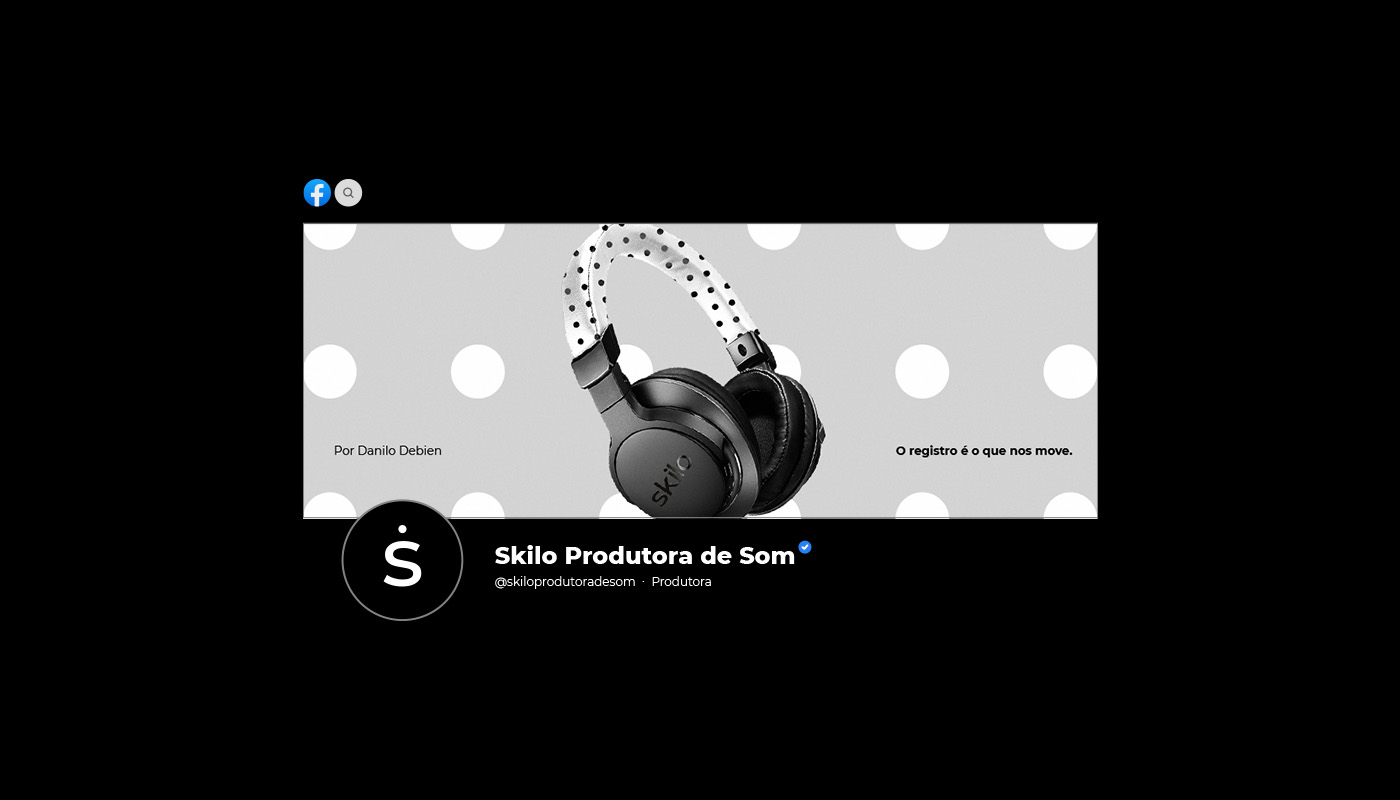 Por Danilo Debien
O registro é o que nos move.
skilo
Ṡ
Skilo Produtora de Som
@skiloprodutoradesom · Produtora